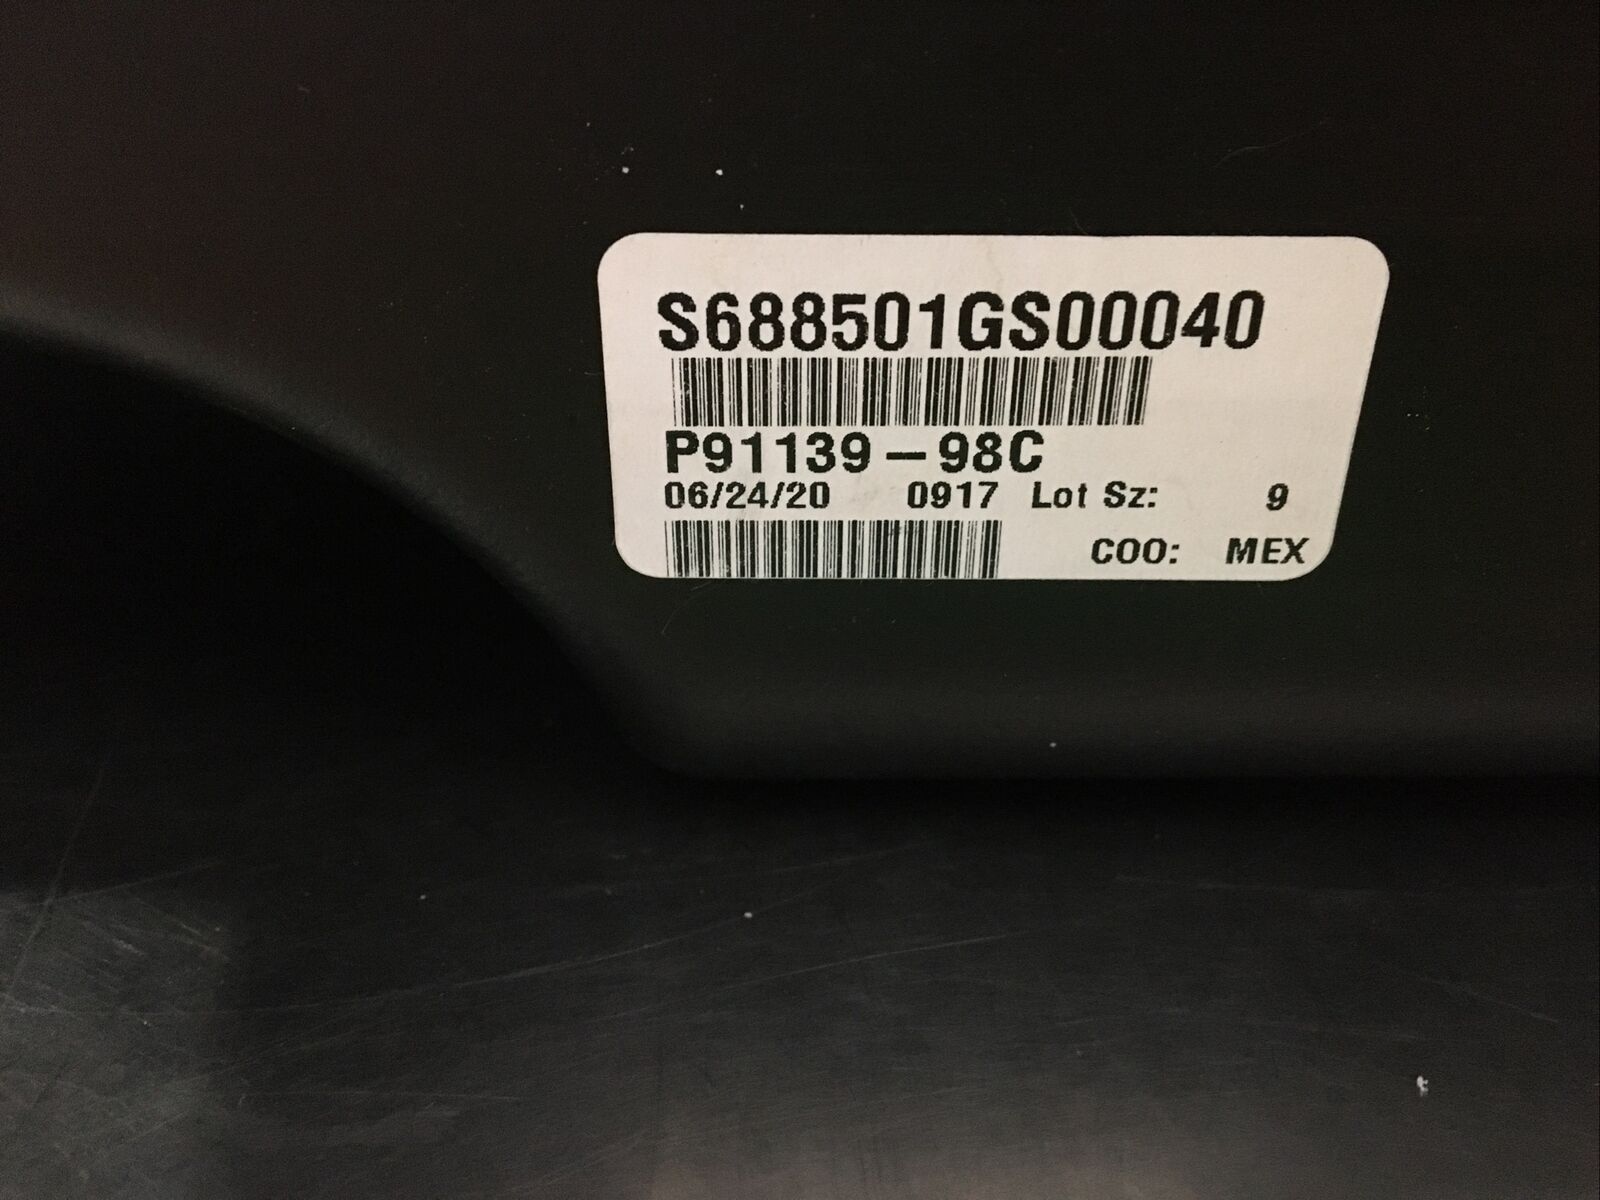 S688501GS00040
P91139-98C
06/24/20 0917 Lot Sz: 9
COO: MEX